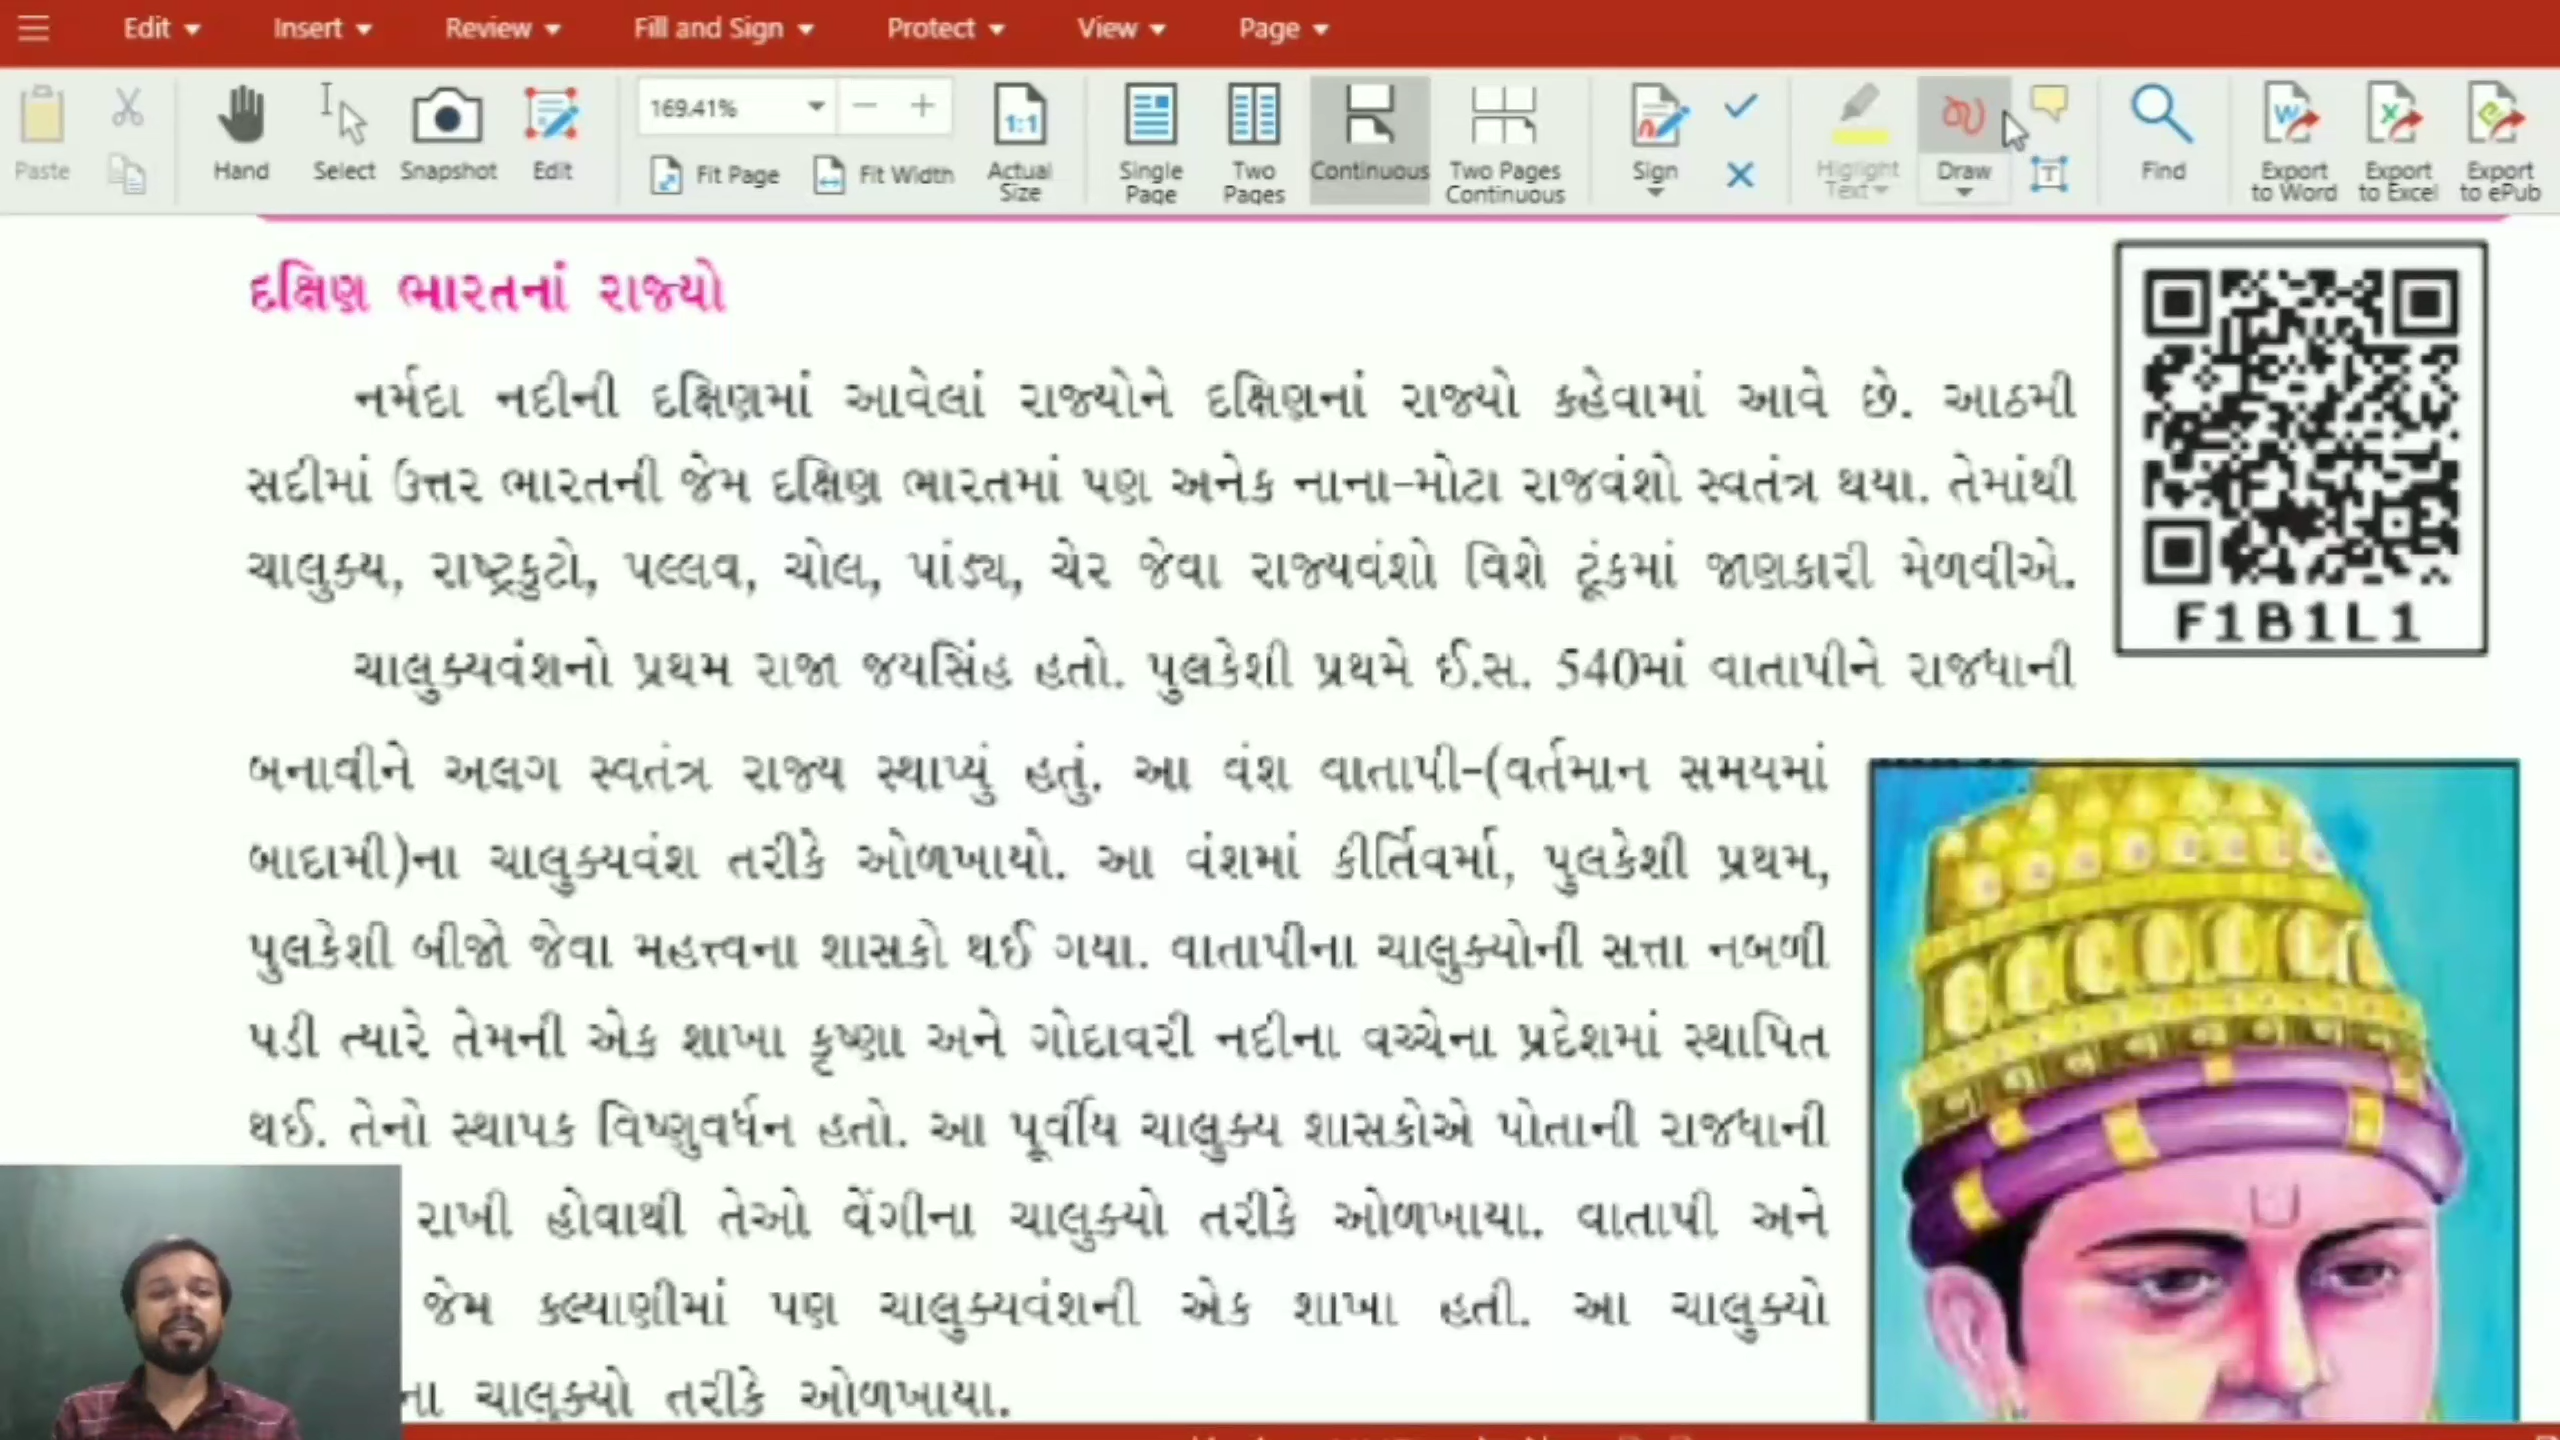 Edit Insert Review Fill and Sign Protect View Page
169.41%
Paste Hand Select Snapshot Edit Fit Page Fit Width Actual Size Single Page Two Pages Continuous Two Pages Continuous Sign Higlight Text Draw Find Export to Word Export to Excel Export to ePub
દક્ષિણ ભારતનાં રાજ્યો
નર્મદા નદીની દક્ષિણમાં આવેલાં રાજ્યોને દક્ષિણનાં રાજ્યો કહેવામાં આવે છે. આઠમી
સદીમાં ઉત્તર ભારતની જેમ દક્ષિણ ભારતમાં પણ અનેક નાના-મોટા રાજવંશો સ્વતંત્ર થયા. તેમાંથી
ચાલુક્ય, રાષ્ટ્રકુટો, પલ્લવ, ચોલ, પાંડ્ય, ચેર જેવા રાજ્યવંશો વિશે ટૂંકમાં જાણકારી મેળવીએ.
F1B1L1
ચાલુક્યવંશનો પ્રથમ રાજા જયસિંહ હતો. પુલકેશી પ્રથમે ઈ.સ. 540માં વાતાપીને રાજધાની
બનાવીને અલગ સ્વતંત્ર રાજ્ય સ્થાપ્યું હતું. આ વંશ વાતાપી-(વર્તમાન સમયમાં
બાદામી)ના ચાલુક્યવંશ તરીકે ઓળખાયો. આ વંશમાં કીર્તિવર્મા, પુલકેશી પ્રથમ,
પુલકેશી બીજો જેવા મહત્ત્વના શાસકો થઈ ગયા. વાતાપીના ચાલુક્યોની સત્તા નબળી
પડી ત્યારે તેમની એક શાખા કૃષ્ણા અને ગોદાવરી નદીના વચ્ચેના પ્રદેશમાં સ્થાપિત
થઈ. તેનો સ્થાપક વિષ્ણુવર્ધન હતો. આ પૂર્વીય ચાલુક્ય શાસકોએ પોતાની રાજધાની
રાખી હોવાથી તેઓ વેંગીના ચાલુક્યો તરીકે ઓળખાયા. વાતાપી અને
જેમ કલ્યાણીમાં પણ ચાલુક્યવંશની એક શાખા હતી. આ ચાલુક્યો
ના ચાલુક્યો તરીકે ઓળખાયા.